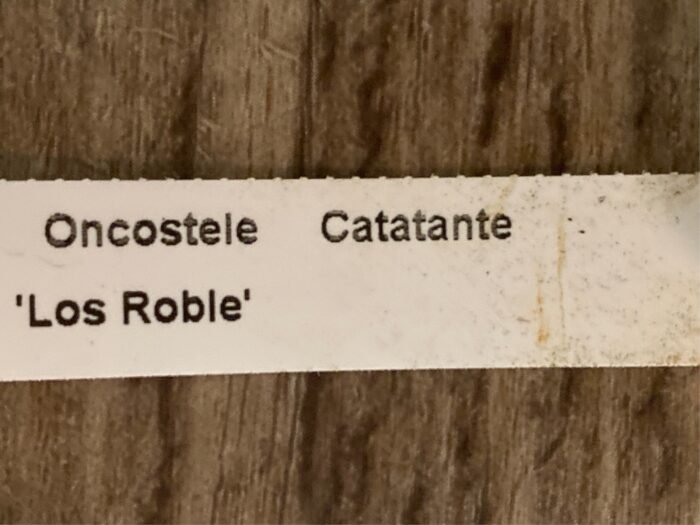 Oncostele Catatante
'Los Roble'